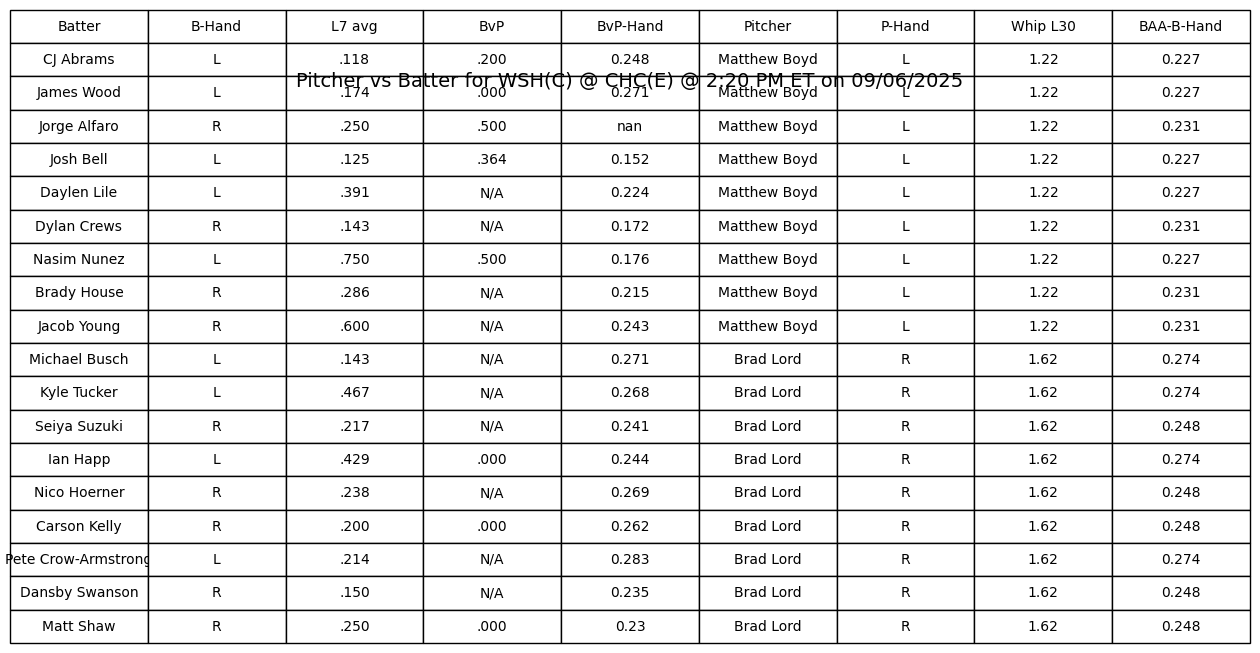 Batter B-Hand L7 avg BvP BvP-Hand Pitcher P-Hand Whip L30 BAA-B-Hand
CJ Abrams L .118 .200 0.248 Matthew Boyd L 1.22 0.227
Pitcher vs Batter for WSH(C) @ CHC(E) @ 2:20 PM ET on 09/06/2025
James Wood L .174 .000 0.271 Matthew Boyd L 1.22 0.227
Jorge Alfaro R .250 .500 nan Matthew Boyd L 1.22 0.231
Josh Bell L .125 .364 0.152 Matthew Boyd L 1.22 0.227
Daylen Lile L .391 N/A 0.224 Matthew Boyd L 1.22 0.227
Dylan Crews R .143 N/A 0.172 Matthew Boyd L 1.22 0.231
Nasim Nunez L .750 .500 0.176 Matthew Boyd L 1.22 0.227
Brady House R .286 N/A 0.215 Matthew Boyd L 1.22 0.231
Jacob Young R .600 N/A 0.243 Matthew Boyd L 1.22 0.231
Michael Busch L .143 N/A 0.271 Brad Lord R 1.62 0.274
Kyle Tucker L .467 N/A 0.268 Brad Lord R 1.62 0.274
Seiya Suzuki R .217 N/A 0.241 Brad Lord R 1.62 0.248
Ian Happ L .429 .000 0.244 Brad Lord R 1.62 0.274
Nico Hoerner R .238 N/A 0.269 Brad Lord R 1.62 0.248
Carson Kelly R .200 .000 0.262 Brad Lord R 1.62 0.248
Pete Crow-Armstrong L .214 N/A 0.283 Brad Lord R 1.62 0.274
Dansby Swanson R .150 N/A 0.235 Brad Lord R 1.62 0.248
Matt Shaw R .250 .000 0.23 Brad Lord R 1.62 0.248